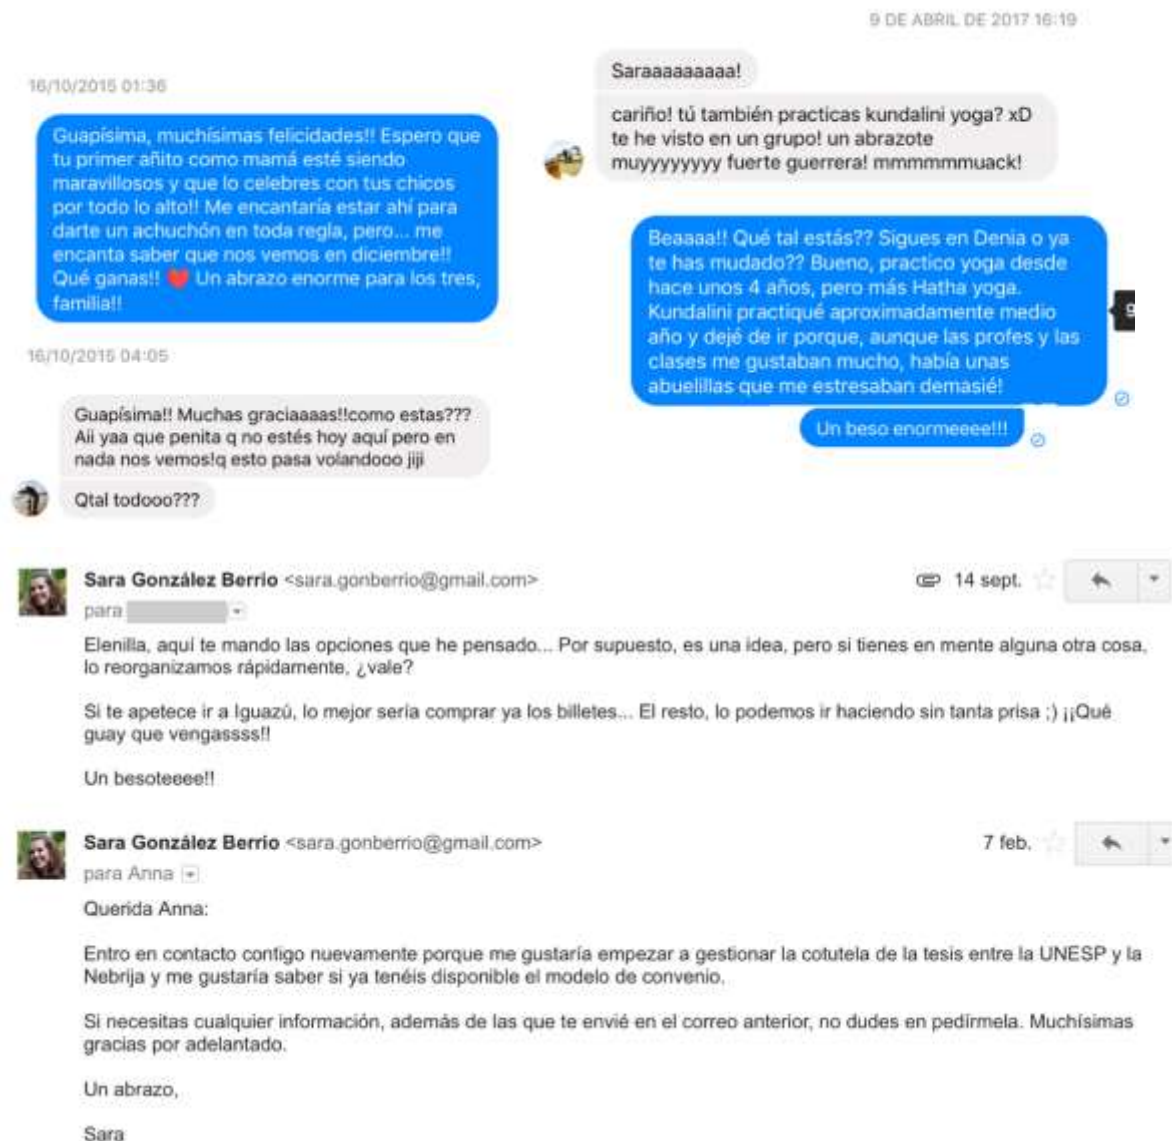 16/10/2015 01:36
Guapísima, muchísimas felicidades!! Espero que
tu primer añito como mamá esté siendo
maravillosos y que lo celebres con tus chicos
por todo lo alto!! Me encantaría estar ahí para
darte un achuchón en toda regla, pero... me
encanta saber que nos vemos en diciembre!!
Qué ganas!! ❤️ Un abrazo enorme para los tres,
familia!!
16/10/2015 04:05
Guapísima!! Muchas graciaaaas!!como estas???
Aii yaa que penita q no estés hoy aquí pero en
nada nos vemos!q esto pasa volandooo jiji
Qtal todooo???
9 DE ABRIL DE 2017 16:19
Saraaaaaaaaa!
cariño! tú también practicas kundalini yoga? xD
te he visto en un grupo! un abrazote
muyyyyyyyy fuerte guerrera! mmmmmmuack!
Beaaaa!! Qué tal estás?? Sigues en Denia o ya
te has mudado?? Bueno, practico yoga desde
hace unos 4 años, pero más Hatha yoga.
Kundalini practiqué aproximadamente medio
año y dejé de ir porque, aunque las profes y las
clases me gustaban mucho, había unas
abuelillas que me estresaban demasié!
Un beso enormeeee!!!
Sara González Berrio <sara.gonberrio@gmail.com> 14 sept.
para
Elenilla, aquí te mando las opciones que he pensado... Por supuesto, es una idea, pero si tienes en mente alguna otra cosa,
lo reorganizamos rápidamente, ¿vale?
Si te apetece ir a Iguazú, lo mejor sería comprar ya los billetes... El resto, lo podemos ir haciendo sin tanta prisa ;) ¡¡Qué
guay que vengassss!!
Un besoteeee!!
Sara González Berrio <sara.gonberrio@gmail.com> 7 feb.
para Anna
Querida Anna:
Entro en contacto contigo nuevamente porque me gustaría empezar a gestionar la cotutela de la tesis entre la UNESP y la
Nebrija y me gustaría saber si ya tenéis disponible el modelo de convenio.
Si necesitas cualquier información, además de las que te envié en el correo anterior, no dudes en pedírmela. Muchísimas
gracias por adelantado.
Un abrazo,
Sara